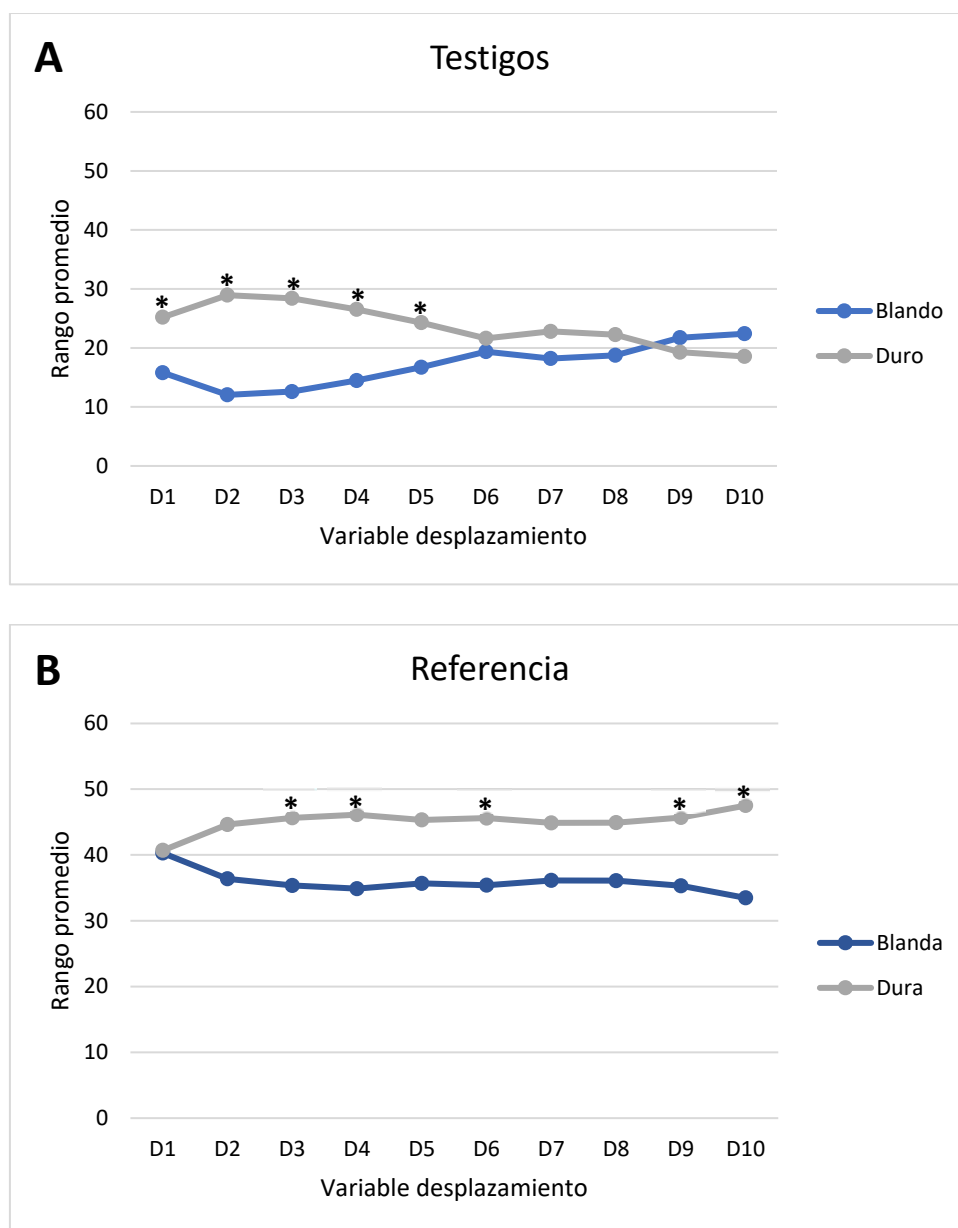 A
Testigos
60
50
40
30
20
10
0
Rango promedio
*
*
*
*
*
D1 D2 D3 D4 D5 D6 D7 D8 D9 D10
Variable desplazamiento
Blando
Duro
B
Referencia
60
50
40
30
20
10
0
Rango promedio
*
*
*
*
*
D1 D2 D3 D4 D5 D6 D7 D8 D9 D10
Variable desplazamiento
Blanda
Dura